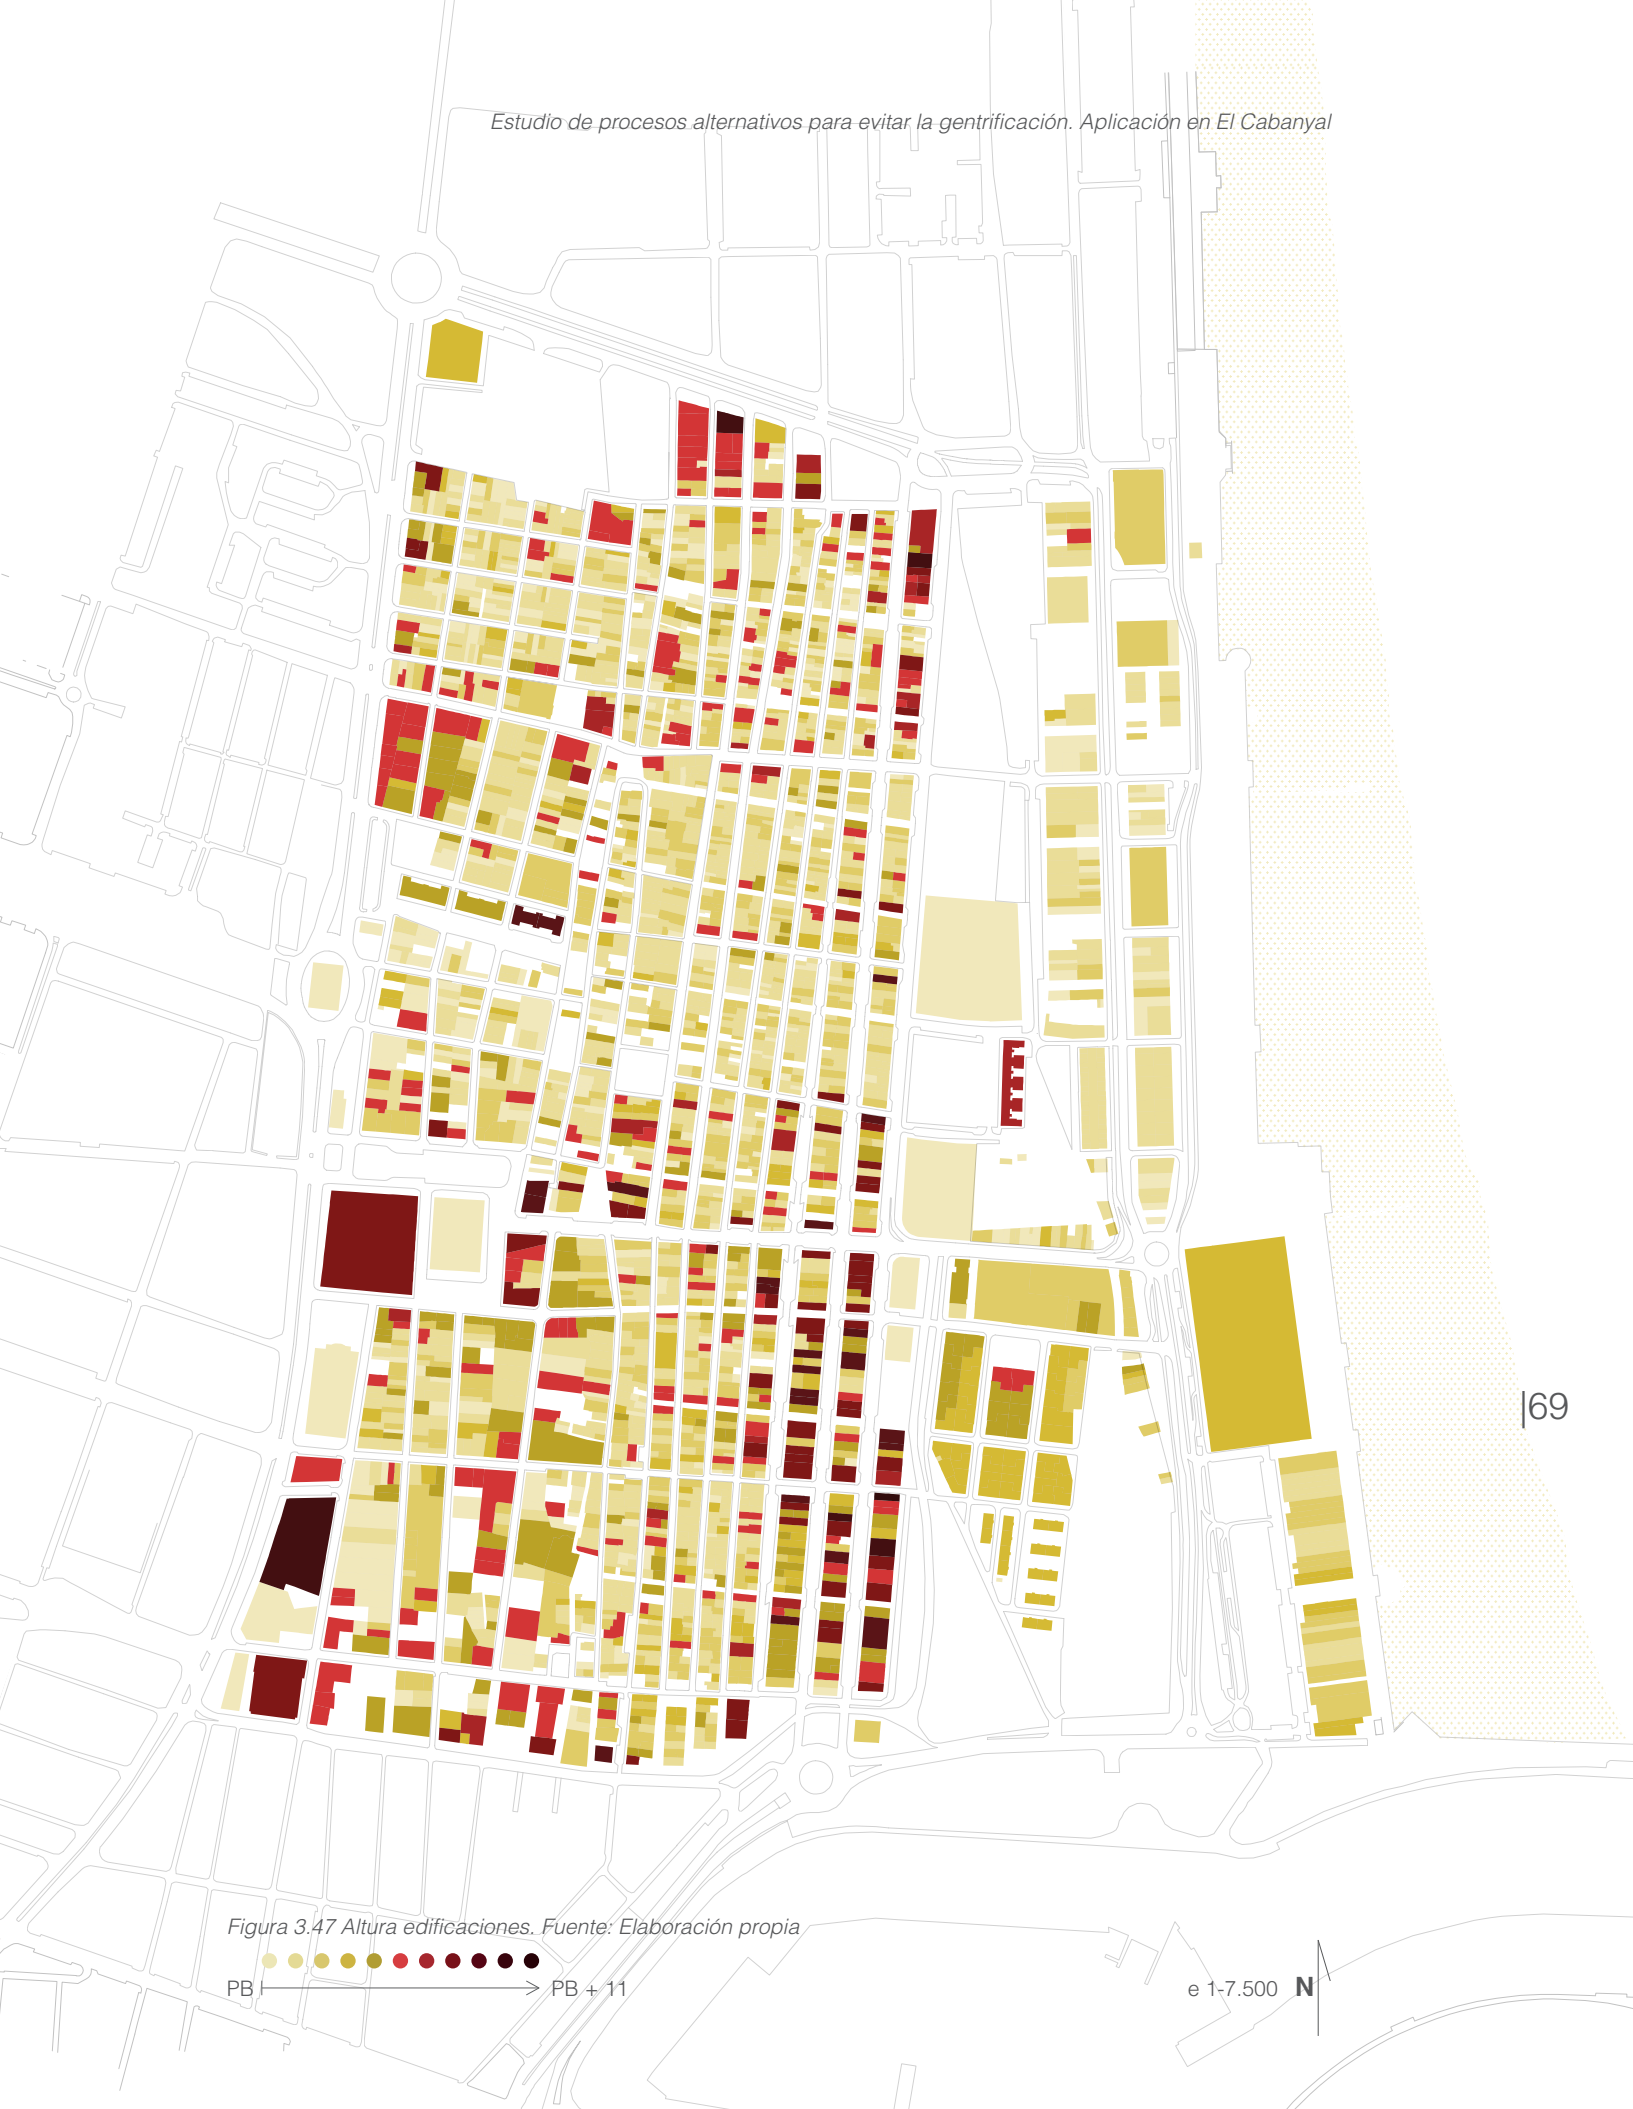 Estudio de procesos alternativos para evitar la gentrificación. Aplicación en El Cabanyal
|69
Figura 3.47 Altura edificaciones. Fuente: Elaboración propia
PB PB + 11
e 1-7.500 N